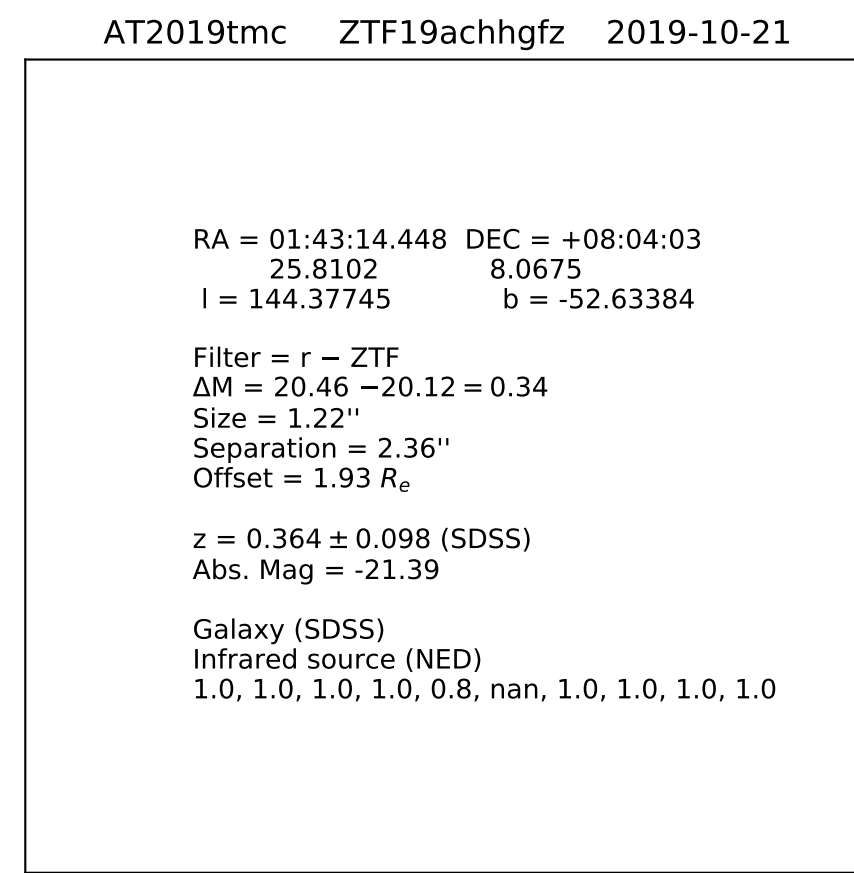 AT2019tmc ZTF19achhgfz 2019-10-21
RA = 01:43:14.448 DEC = +08:04:03
25.8102 8.0675
l = 144.37745 b = -52.63384
Filter = r − ZTF
ΔM = 20.46 −20.12 = 0.34
Size = 1.22''
Separation = 2.36''
Offset = 1.93 Rₑ
z = 0.364 ± 0.098 (SDSS)
Abs. Mag = -21.39
Galaxy (SDSS)
Infrared source (NED)
1.0, 1.0, 1.0, 1.0, 0.8, nan, 1.0, 1.0, 1.0, 1.0